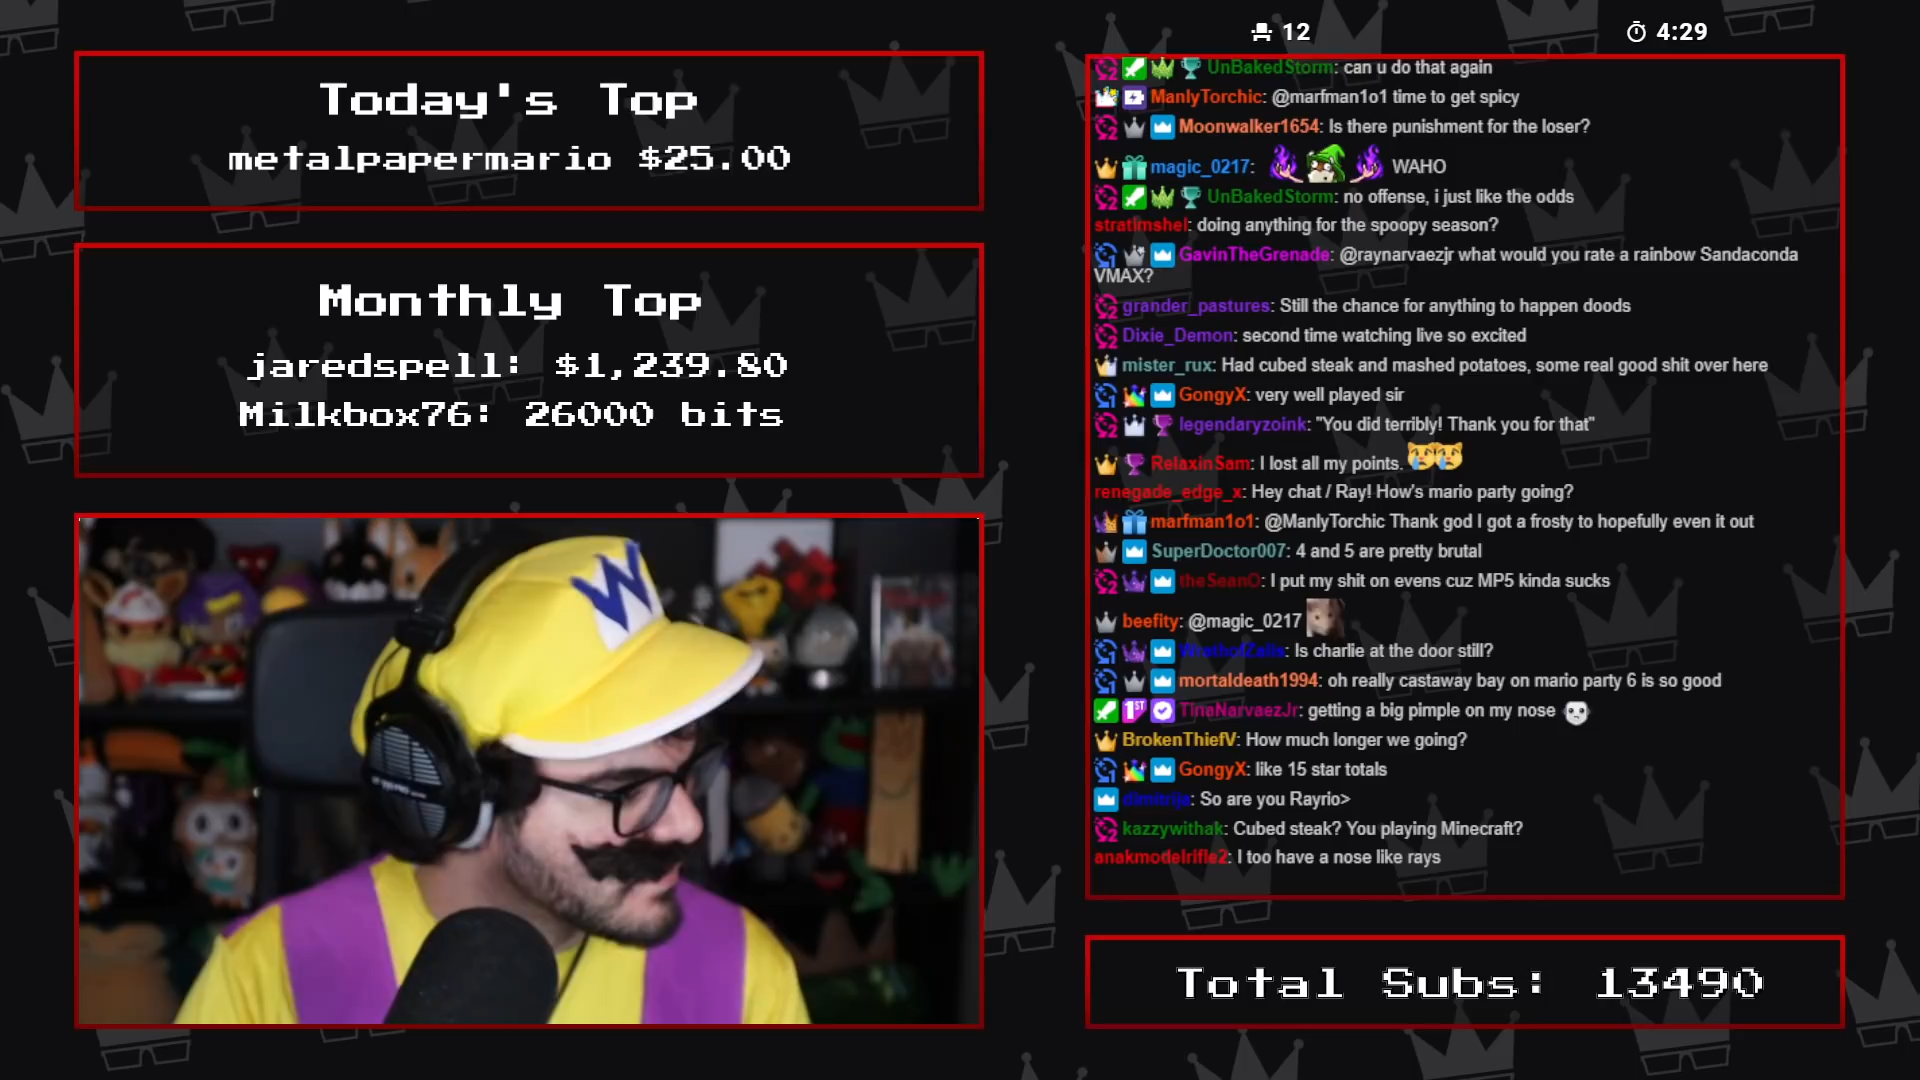 Today's Top
metalpapermario $25.00
Monthly Top
jaredspell: $1,239.80
Milkbox76: 26000 bits
W
12
4:29
UnBakedStorm: can u do that again
ManlyTorchic: @marfman1o1 time to get spicy
Moonwalker1654: Is there punishment for the loser?
magic_0217: WAHO
UnBakedStorm: no offense, i just like the odds
stratimshel: doing anything for the spoopy season?
GavinTheGrenade: @raynarvaezjr what would you rate a rainbow Sandaconda
VMAX?
grander_pastures: Still the chance for anything to happen doods
Dixie_Demon: second time watching live so excited
mister_rux: Had cubed steak and mashed potatoes, some real good shit over here
GongyX: very well played sir
legendaryzoink: "You did terribly! Thank you for that"
RelaxinSam: I lost all my points.
renegade_edge_x: Hey chat / Ray! How's mario party going?
marfman1o1: @ManlyTorchic Thank god I got a frosty to hopefully even it out
SuperDoctor007: 4 and 5 are pretty brutal
theSeanO: I put my shit on evens cuz MP5 kinda sucks
beefity: @magic_0217
WrathofZalis: Is charlie at the door still?
mortaldeath1994: oh really castaway bay on mario party 6 is so good
TinaNarvaezJr: getting a big pimple on my nose
BrokenThiefV: How much longer we going?
GongyX: like 15 star totals
: So are you Rayrio>
kazzywithak: Cubed steak? You playing Minecraft?
anakmodelrifle2: I too have a nose like rays
Total Subs: 13490